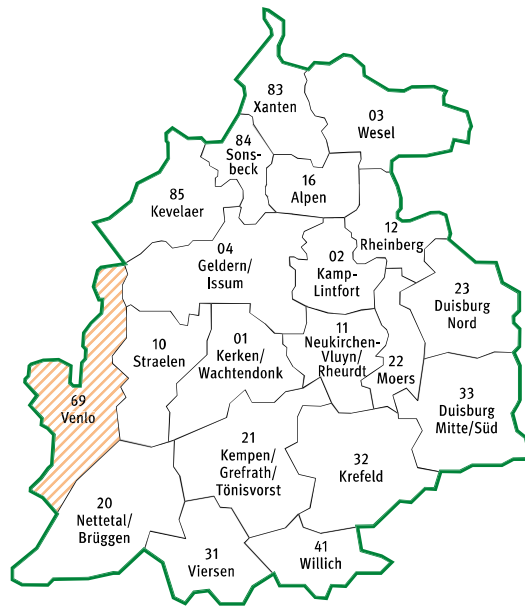 83
Xanten
03
Wesel
84
Sons-
beck
16
Alpen
85
Kevelaer
12
Rheinberg
04
Geldern/
Issum
02
Kamp-
Lintfort
23
Duisburg
Nord
10
Straelen
01
Kerken/
Wachtendonk
11
Neukirchen-
Vluyn/
Rheurdt
22
Moers
33
Duisburg
Mitte/Süd
69
Venlo
21
Kempen/
Grefrath/
Tönisvorst
32
Krefeld
20
Nettetal/
Brüggen
31
Viersen
41
Willich